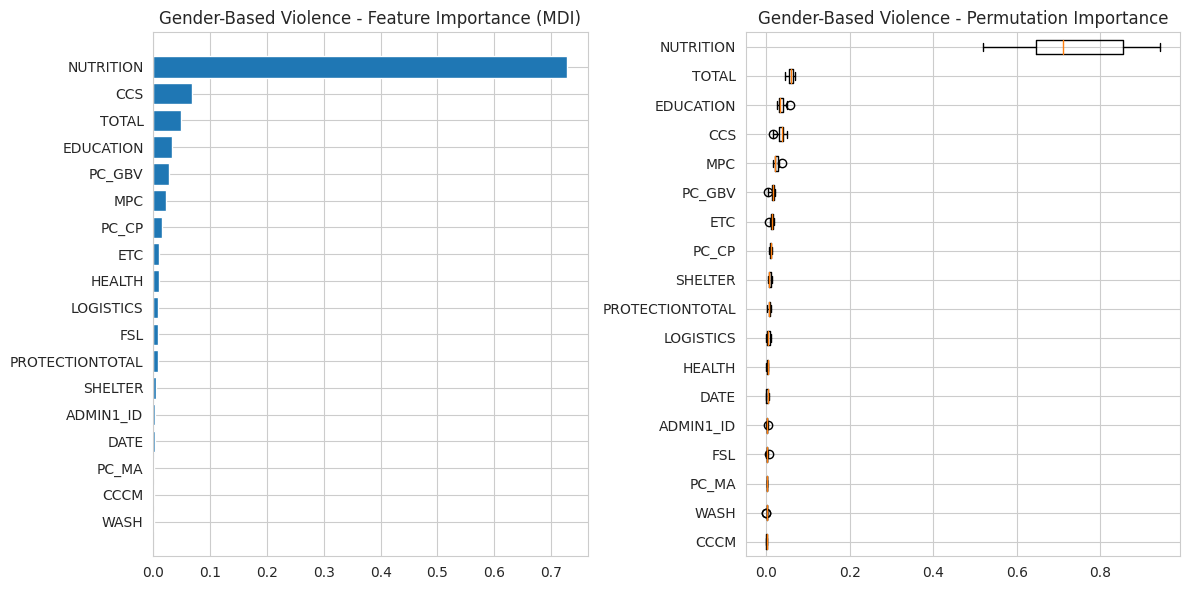 Gender-Based Violence - Feature Importance (MDI)
NUTRITION
CCS
TOTAL
EDUCATION
PC_GBV
MPC
PC_CP
ETC
HEALTH
LOGISTICS
FSL
PROTECTIONTOTAL
SHELTER
ADMIN1_ID
DATE
PC_MA
CCCM
WASH
0.0 0.1 0.2 0.3 0.4 0.5 0.6 0.7
Gender-Based Violence - Permutation Importance
NUTRITION
TOTAL
EDUCATION
CCS
MPC
PC_GBV
ETC
PC_CP
SHELTER
PROTECTIONTOTAL
LOGISTICS
HEALTH
DATE
ADMIN1_ID
FSL
PC_MA
WASH
CCCM
0.0 0.2 0.4 0.6 0.8